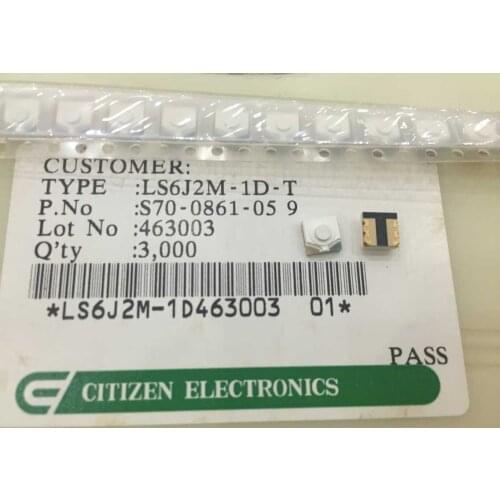 CUSTOMER:
TYPE :LS6J2M-1D-T
P.No :S70-0861-05 9
Lot No :463003
Q'ty :3,000
*LS6J2M-1D463003 01*
PASS
CITIZEN ELECTRONICS